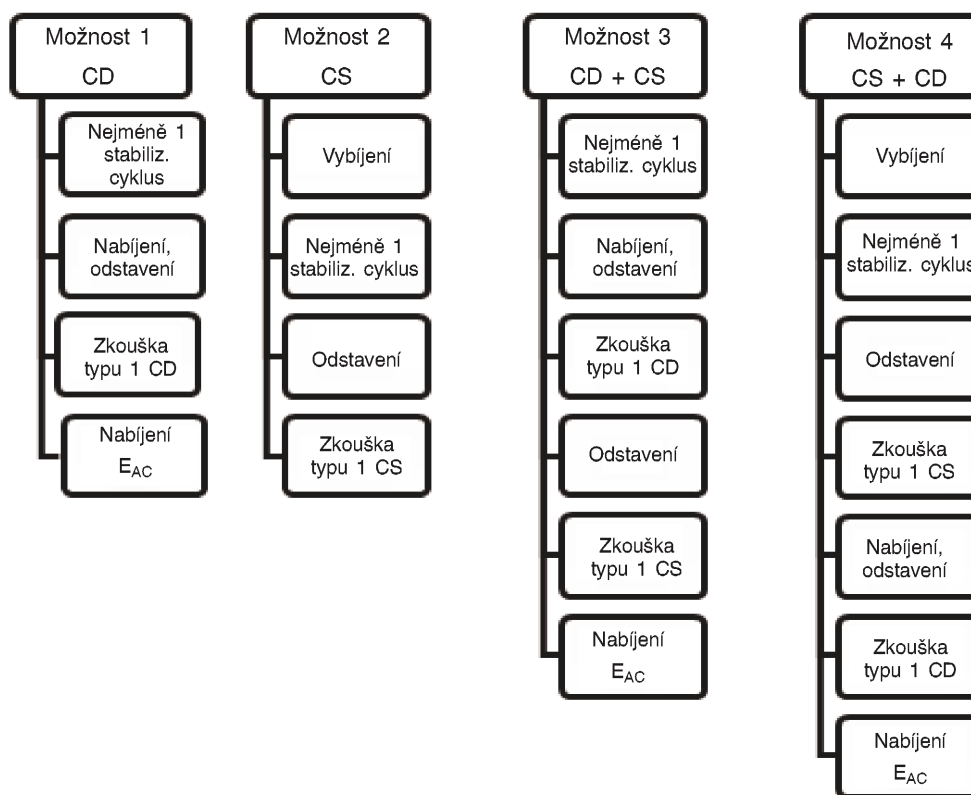 Možnost 1
CD
Nejméně 1
stabiliz.
cyklus
Nabíjení,
odstavení
Zkouška
typu 1 CD
Nabíjení
E_AC
Možnost 2
CS
Vybíjení
Nejméně 1
stabiliz. cyklus
Odstavení
Zkouška
typu 1 CS
Možnost 3
CD + CS
Nejméně 1
stabiliz. cyklus
Nabíjení,
odstavení
Zkouška
typu 1 CD
Odstavení
Zkouška
typu 1 CS
Nabíjení
E_AC
Možnost 4
CS + CD
Vybíjení
Nejméně 1
stabiliz. cyklus
Odstavení
Zkouška
typu 1 CS
Nabíjení,
odstavení
Zkouška
typu 1 CD
Nabíjení
E_AC